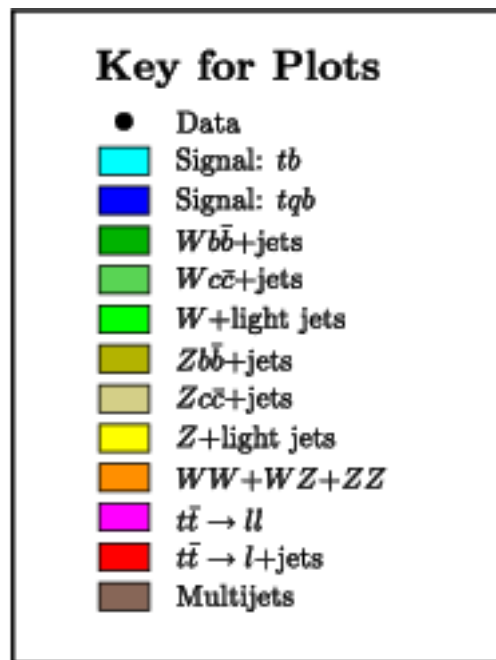 Key for Plots
Data
Signal: tb
Signal: tqb
Wbb̄+jets
Wcc̄+jets
W+light jets
Zbb̄+jets
Zcc̄+jets
Z+light jets
WW+WZ+ZZ
tt̄ → ll
tt̄ → l+jets
Multijets